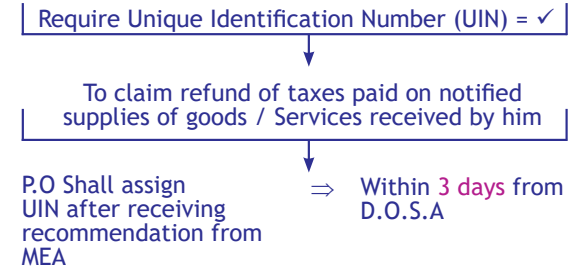 Require Unique Identification Number (UIN) = ✓
To claim refund of taxes paid on notified
supplies of goods / Services received by him
P.O Shall assign
UIN after receiving
recommendation from
MEA
⇒ Within 3 days from
D.O.S.A